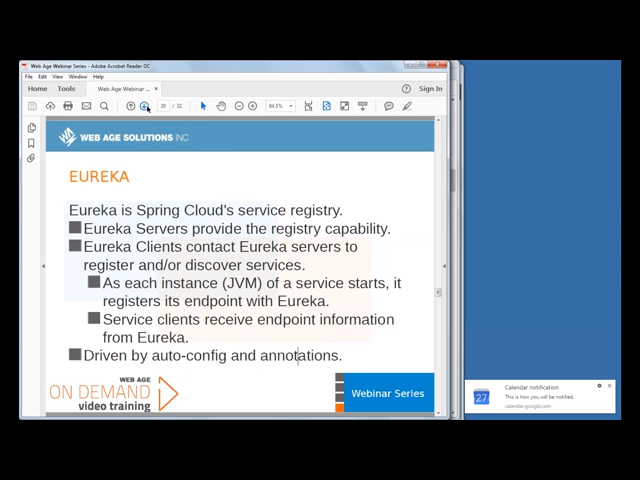 Web Age Webinar Series - Adobe Acrobat Reader DC
File Edit View Window Help
Home Tools Web Age Webinar ... × Sign In
20 / 32 84.5%
WEB AGE SOLUTIONS INC
EUREKA
Eureka is Spring Cloud's service registry.
Eureka Servers provide the registry capability.
Eureka Clients contact Eureka servers to
register and/or discover services.
As each instance (JVM) of a service starts, it
registers its endpoint with Eureka.
Service clients receive endpoint information
from Eureka.
Driven by auto-config and annotations.
WEB AGE
ON DEMAND
video training
Webinar Series
27
Calendar notification
This is how you will be notified.
calendar.google.com